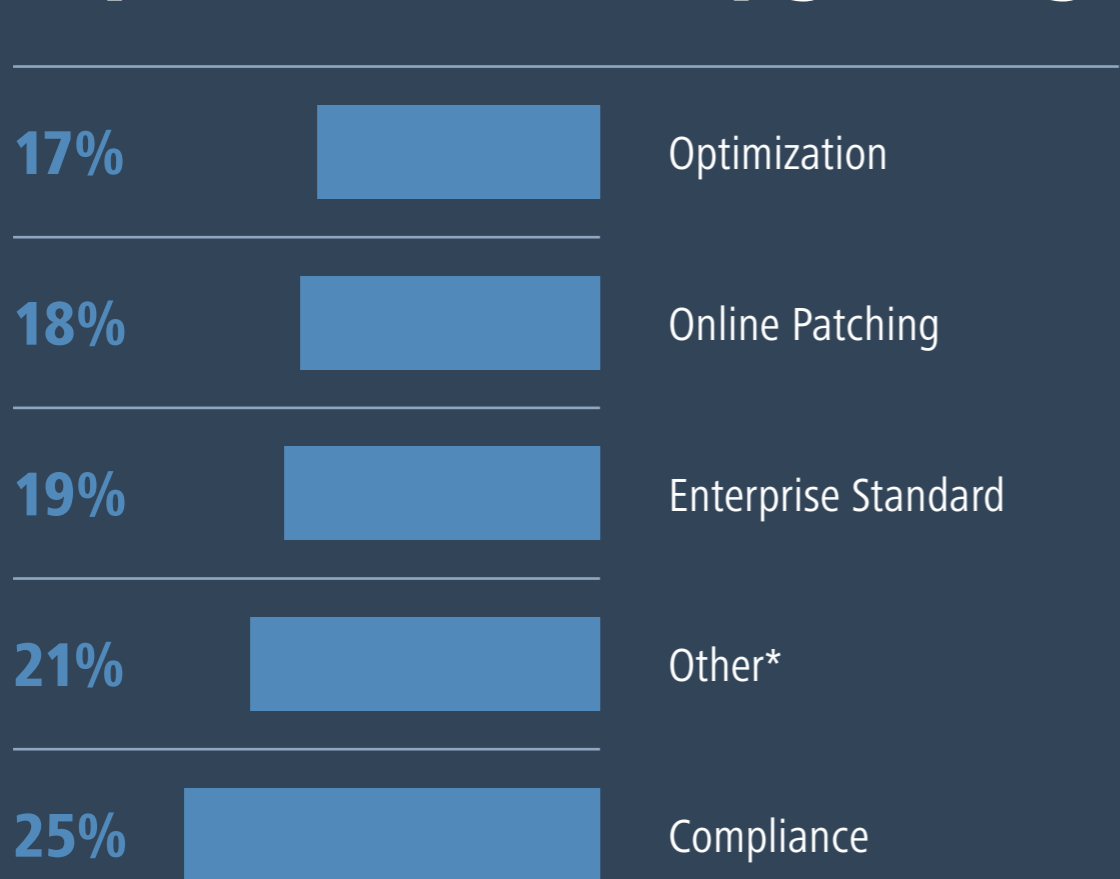 17% Optimization
18% Online Patching
19% Enterprise Standard
21% Other*
25% Compliance